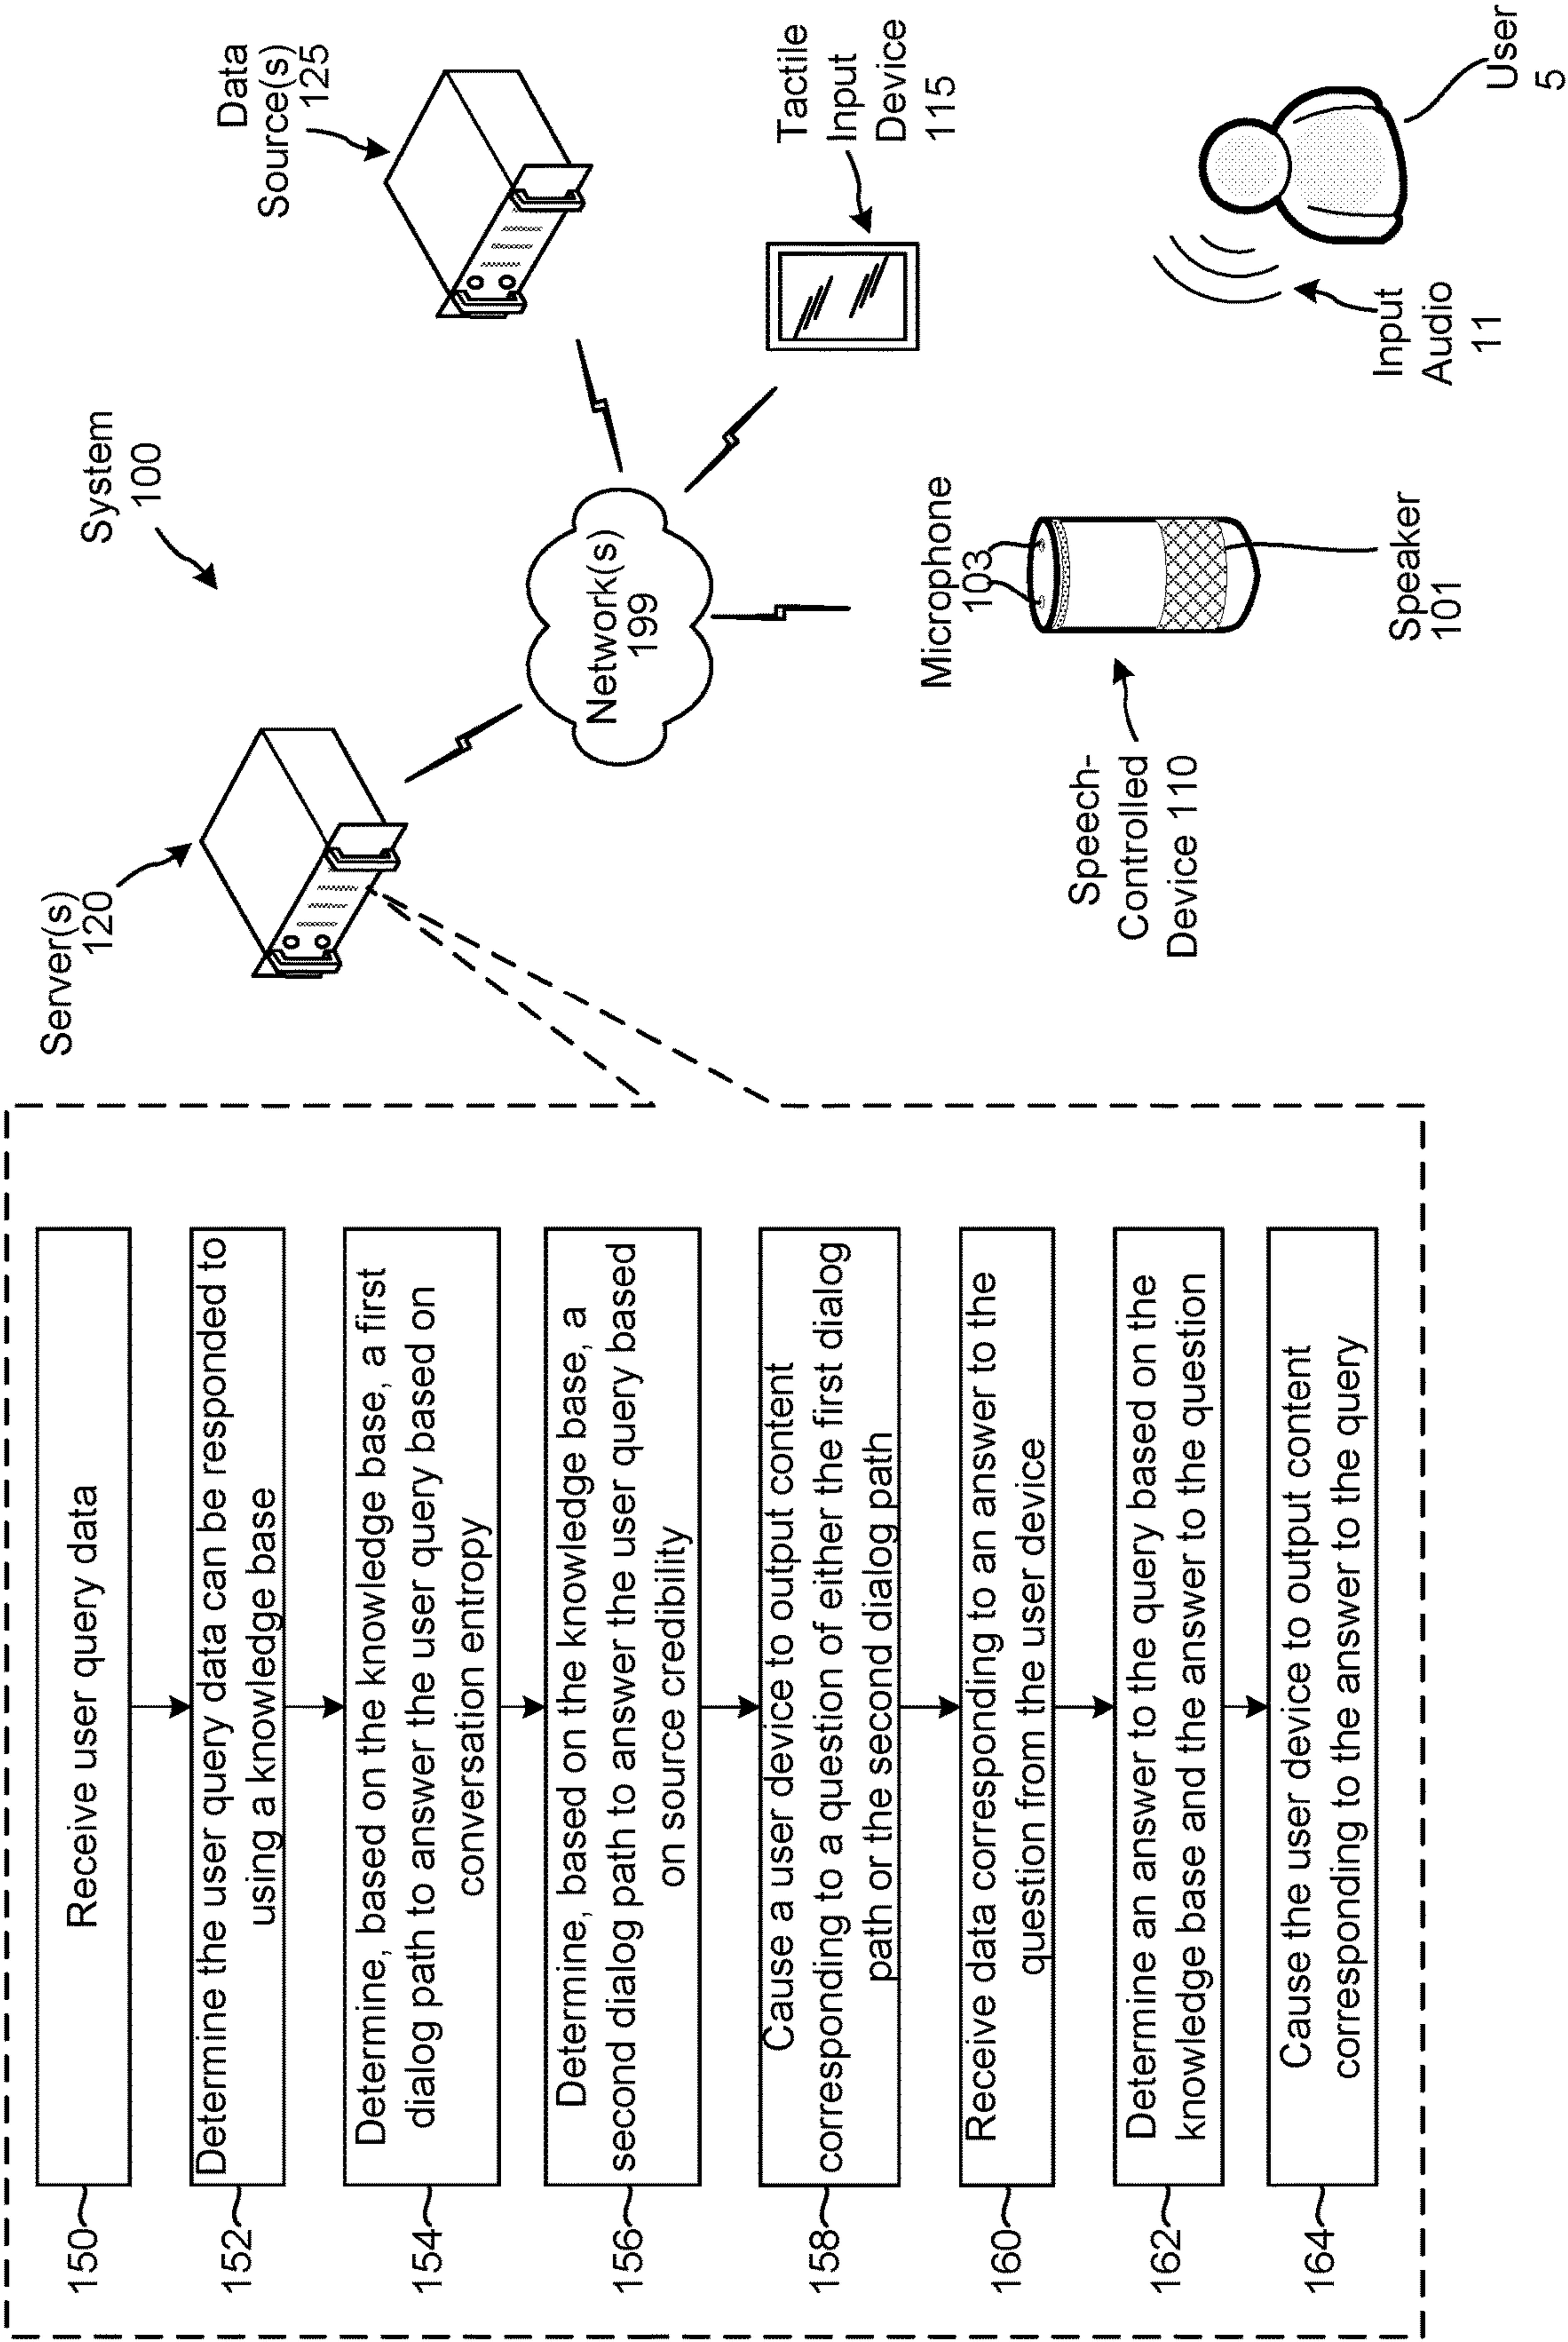 System
100
Server(s)
120
Data
Source(s)
125
Network(s)
199
Tactile
Input
Device
115
Microphone
103
Speech-
Controlled
Device 110
Speaker
101
Input
Audio
11
User
5
150
Receive user query data
152
Determine the user query data can be responded to
using a knowledge base
154
Determine, based on the knowledge base, a first
dialog path to answer the user query based on
conversation entropy
156
Determine, based on the knowledge base, a
second dialog path to answer the user query based
on source credibility
158
Cause a user device to output content
corresponding to a question of either the first dialog
path or the second dialog path
160
Receive data corresponding to an answer to the
question from the user device
162
Determine an answer to the query based on the
knowledge base and the answer to the question
164
Cause the user device to output content
corresponding to the answer to the query